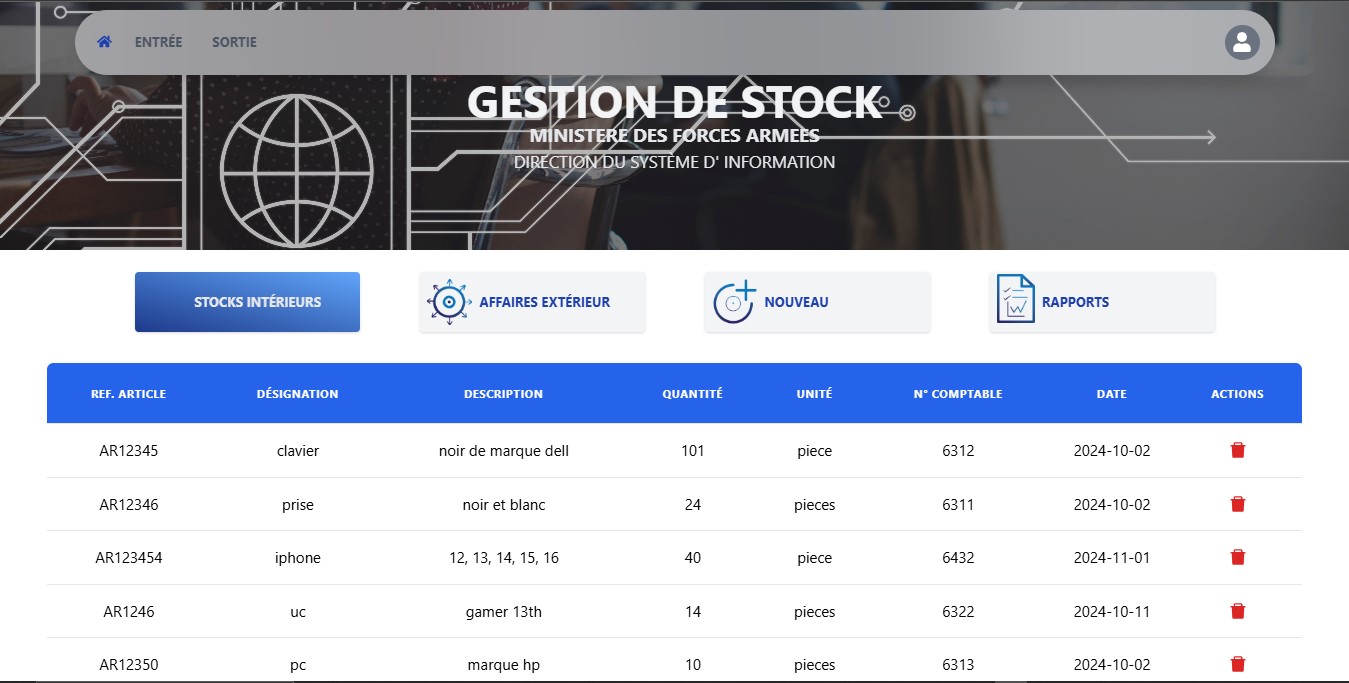 ENTRÉE SORTIE
GESTION DE STOCK
MINISTERE DES FORCES ARMEES
DIRECTION DU SYSTÈME D' INFORMATION
STOCKS INTÉRIEURS AFFAIRES EXTÉRIEUR NOUVEAU RAPPORTS
REF. ARTICLE DÉSIGNATION DESCRIPTION QUANTITÉ UNITÉ N° COMPTABLE DATE ACTIONS
AR12345 clavier noir de marque dell 101 piece 6312 2024-10-02
AR12346 prise noir et blanc 24 pieces 6311 2024-10-02
AR123454 iphone 12, 13, 14, 15, 16 40 piece 6432 2024-11-01
AR1246 uc gamer 13th 14 pieces 6322 2024-10-11
AR12350 pc marque hp 10 pieces 6313 2024-10-02